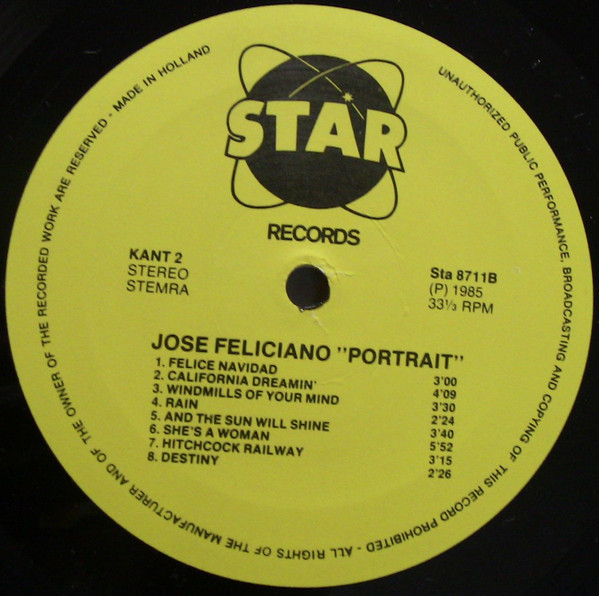 UNAUTHORIZED PUBLIC PERFORMANCE, BROADCASTING AND COPYING OF THIS RECORD PROHIBITED - ALL RIGHTS OF THE MANUFACTURER AND OF THE OWNER OF THE RECORDED WORK ARE RESERVED - MADE IN HOLLAND
STAR
RECORDS
KANT 2
STEREO
STEMRA
Sta 8711B
(P) 1985
33⅓ RPM
JOSE FELICIANO "PORTRAIT"
1. FELICE NAVIDAD 3'00
2. CALIFORNIA DREAMIN' 4'09
3. WINDMILLS OF YOUR MIND 3'30
4. RAIN 2'24
5. AND THE SUN WILL SHINE 3'40
6. SHE'S A WOMAN 5'52
7. HITCHCOCK RAILWAY 3'15
8. DESTINY 2'26